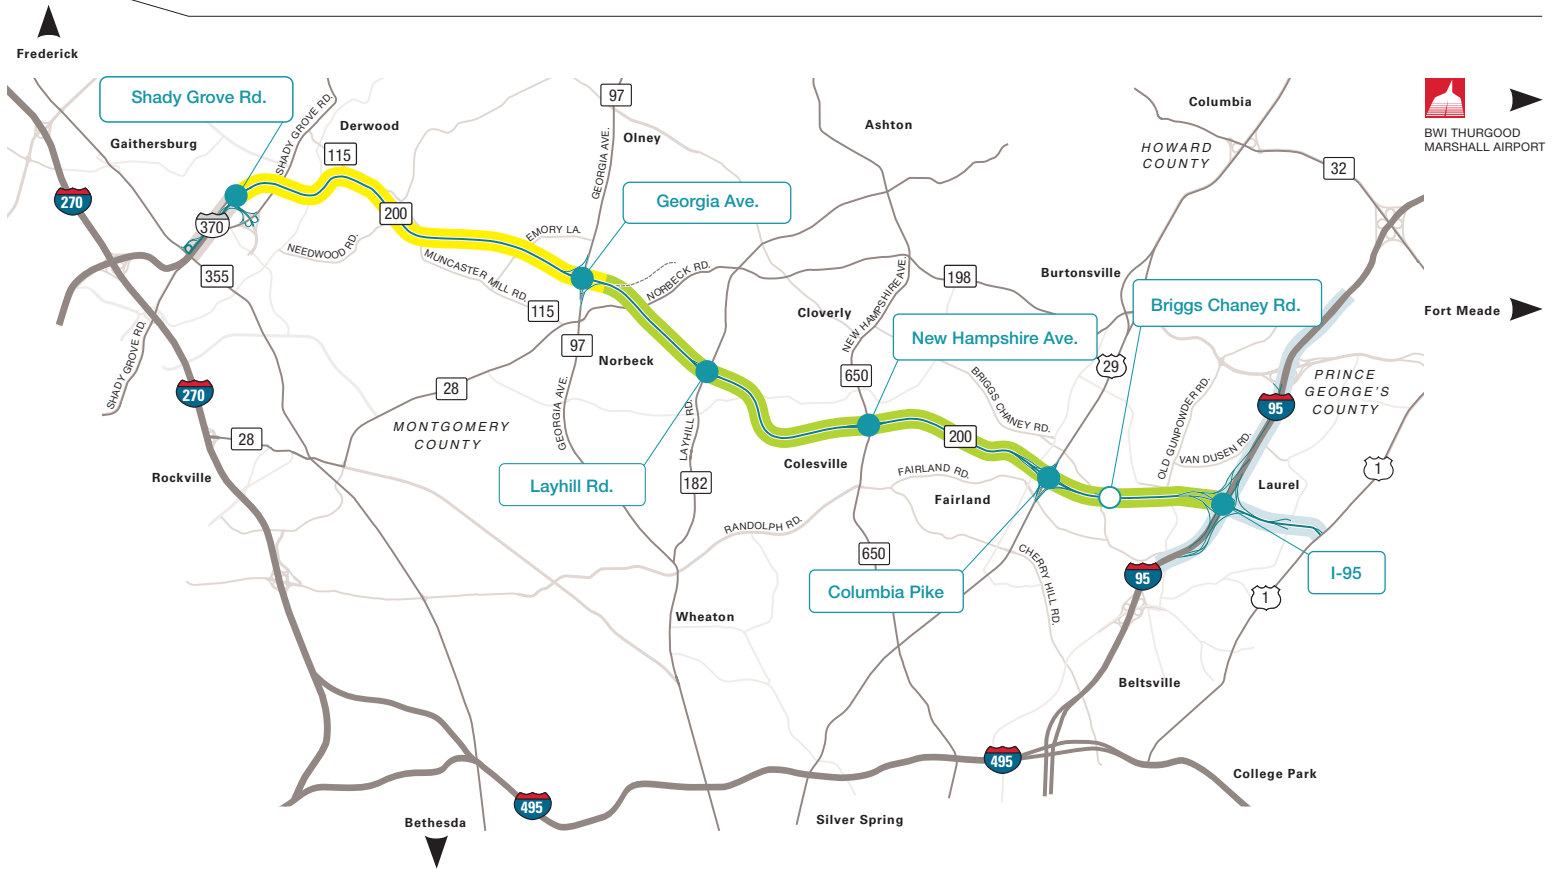 Frederick
Shady Grove Rd.
Gaithersburg
SHADY GROVE RD.
Derwood
115
97
Olney
GEORGIA AVE.
Ashton
Columbia
HOWARD
COUNTY
32
BWI THURGOOD
MARSHALL AIRPORT
270
370
200
Georgia Ave.
EMORY LA.
NEEDWOOD RD.
MUNCASTER MILL RD.
115
NORBECK RD.
355
198
Burtonsville
NEW HAMPSHIRE AVE.
Cloverly
Briggs Chaney Rd.
Fort Meade
New Hampshire Ave.
SHADY GROVE RD.
97
Norbeck
650
29
270
28
GEORGIA AVE.
BRIGGS CHANEY RD.
OLD GUNPOWDER RD.
95
PRINCE
GEORGE'S
COUNTY
MONTGOMERY
COUNTY
28
LAYHILL RD.
200
VAN DUSEN RD.
1
Rockville
Colesville
FAIRLAND RD.
Laurel
Layhill Rd.
182
Fairland
RANDOLPH RD.
650
CHERRY HILL RD.
95
I-95
Columbia Pike
1
Wheaton
Beltsville
495
College Park
495
Bethesda
Silver Spring